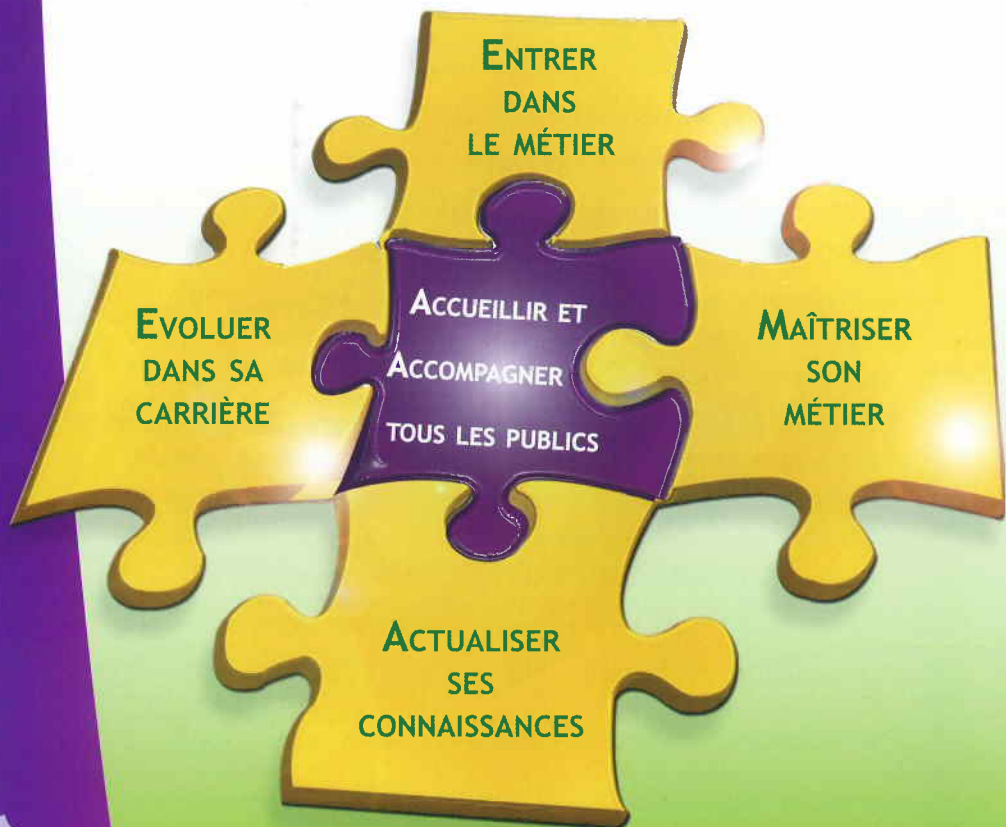 ENTRER
DANS
LE MÉTIER
EVOLUER
DANS SA
CARRIÈRE
ACCUEILLIR ET
ACCOMPAGNER
TOUS LES PUBLICS
MAÎTRISER
SON
MÉTIER
ACTUALISER
SES
CONNAISSANCES